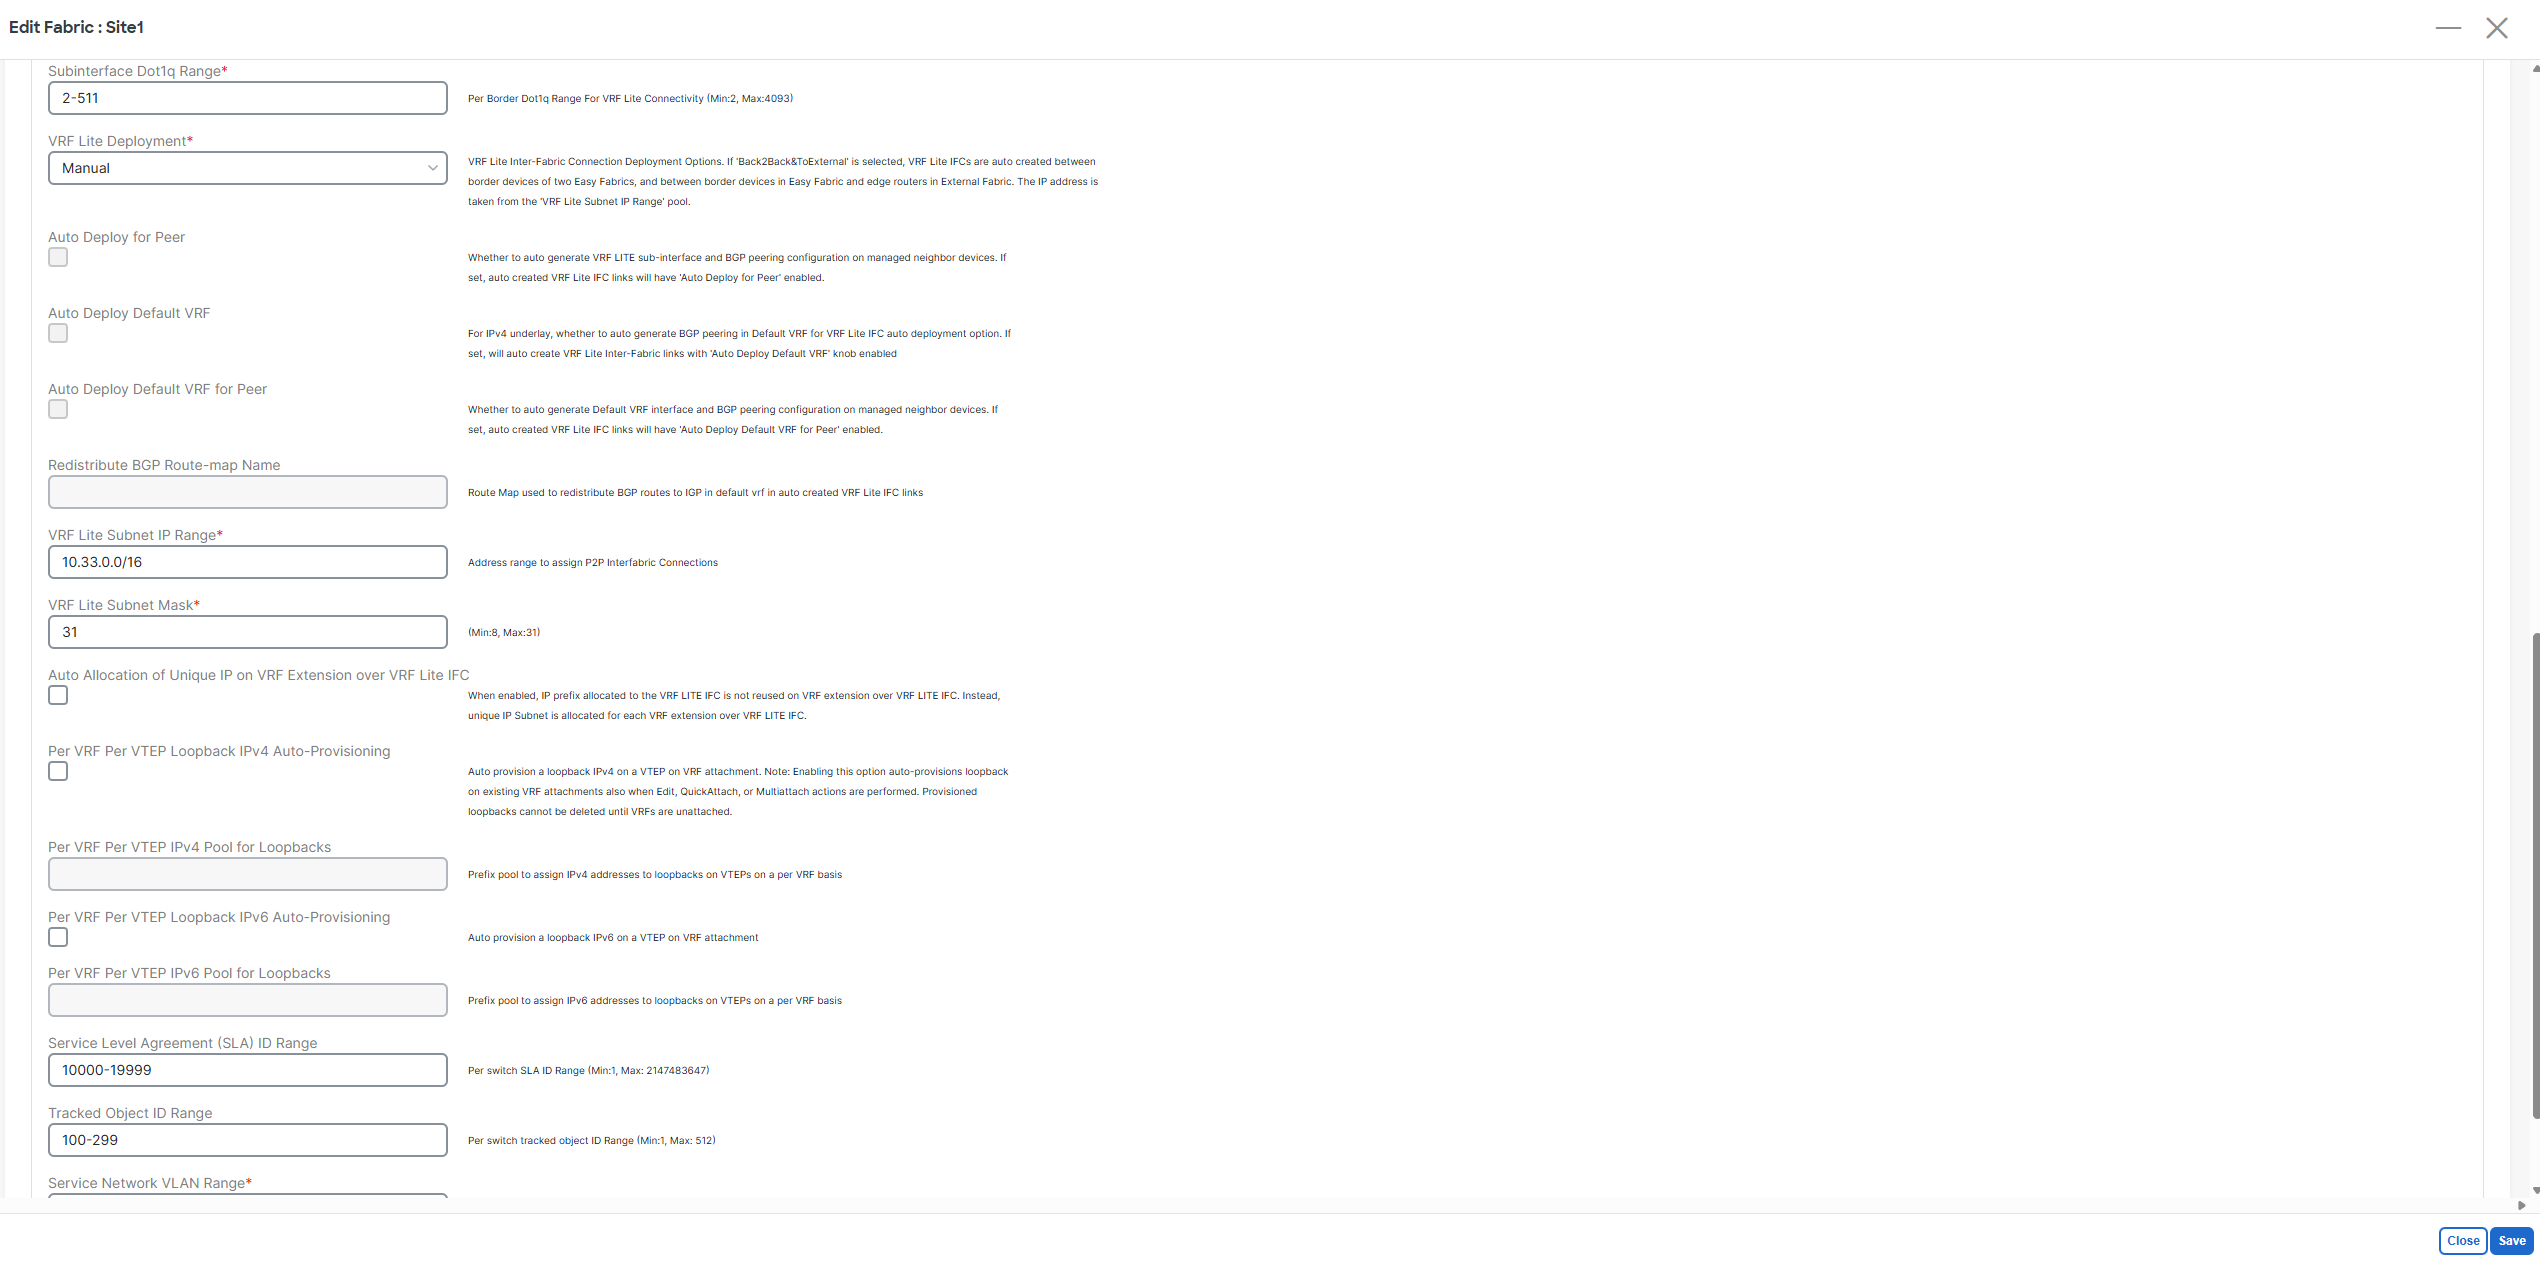 Edit Fabric : Site1
Subinterface Dot1q Range*
2-511
Per Border Dot1q Range For VRF Lite Connectivity (Min:2, Max:4093)
VRF Lite Deployment*
Manual
VRF Lite Inter-Fabric Connection Deployment Options. If 'Back2Back&ToExternal' is selected, VRF Lite IFCs are auto created between
border devices of two Easy Fabrics, and between border devices in Easy Fabric and edge routers in External Fabric. The IP address is
taken from the 'VRF Lite Subnet IP Range' pool.
Auto Deploy for Peer
Whether to auto generate VRF LITE sub-interface and BGP peering configuration on managed neighbor devices. If
set, auto created VRF Lite IFC links will have 'Auto Deploy for Peer' enabled.
Auto Deploy Default VRF
For IPv4 underlay, whether to auto generate BGP peering in Default VRF for VRF Lite IFC auto deployment option. If
set, will auto create VRF Lite Inter-Fabric links with 'Auto Deploy Default VRF' knob enabled
Auto Deploy Default VRF for Peer
Whether to auto generate Default VRF interface and BGP peering configuration on managed neighbor devices. If
set, auto created VRF Lite IFC links will have 'Auto Deploy Default VRF for Peer' enabled.
Redistribute BGP Route-map Name
Route Map used to redistribute BGP routes to IGP in default vrf in auto created VRF Lite IFC links
VRF Lite Subnet IP Range*
10.33.0.0/16
Address range to assign P2P Interfabric Connections
VRF Lite Subnet Mask*
31
(Min:8, Max:31)
Auto Allocation of Unique IP on VRF Extension over VRF Lite IFC
When enabled, IP prefix allocated to the VRF LITE IFC is not reused on VRF extension over VRF LITE IFC. Instead,
unique IP Subnet is allocated for each VRF extension over VRF LITE IFC.
Per VRF Per VTEP Loopback IPv4 Auto-Provisioning
Auto provision a loopback IPv4 on a VTEP on VRF attachment. Note: Enabling this option auto-provisions loopback
on existing VRF attachments also when Edit, QuickAttach, or Multiattach actions are performed. Provisioned
loopbacks cannot be deleted until VRFs are unattached.
Per VRF Per VTEP IPv4 Pool for Loopbacks
Prefix pool to assign IPv4 addresses to loopbacks on VTEPs on a per VRF basis
Per VRF Per VTEP Loopback IPv6 Auto-Provisioning
Auto provision a loopback IPv6 on a VTEP on VRF attachment
Per VRF Per VTEP IPv6 Pool for Loopbacks
Prefix pool to assign IPv6 addresses to loopbacks on VTEPs on a per VRF basis
Service Level Agreement (SLA) ID Range
10000-19999
Per switch SLA ID Range (Min:1, Max: 2147483647)
Tracked Object ID Range
100-299
Per switch tracked object ID Range (Min:1, Max: 512)
Service Network VLAN Range*
Close
Save